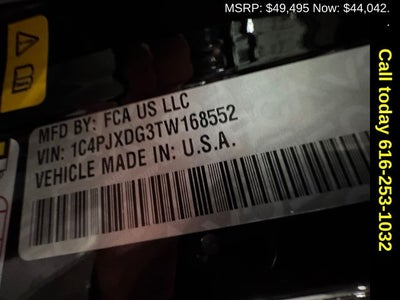 MSRP: $49,495 Now: $44,042.
.
MFD BY: FCA US LLC
VIN: 1C4PJXDG3TW168552
VEHICLE MADE IN: U.S.A.
Call today 616-253-1032